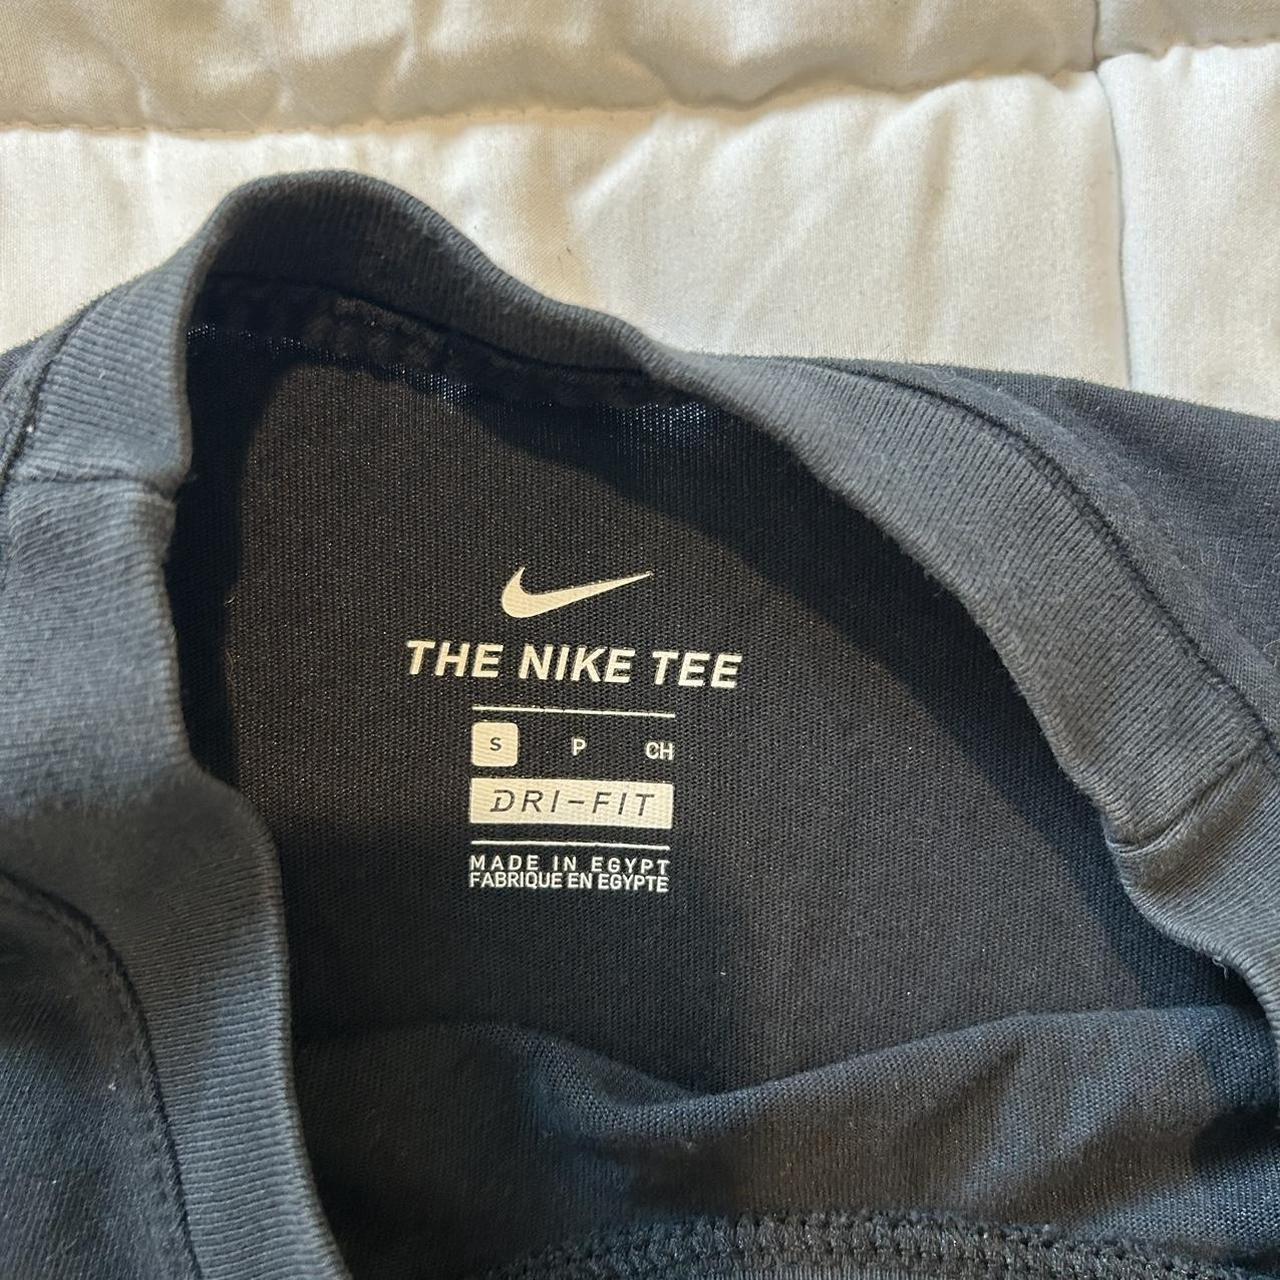 THE NIKE TEE
S P CH
DRI-FIT
MADE IN EGYPT
FABRIQUE EN EGYPTE